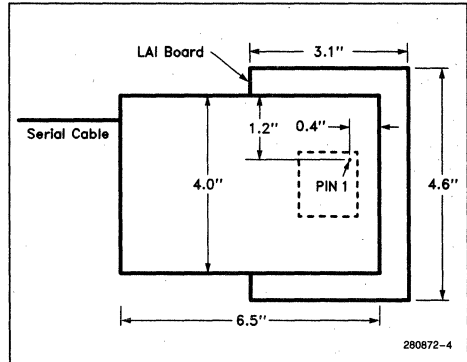 LAI Board
3.1"
Serial Cable
1.2"
0.4"
4.0"
PIN 1
4.6"
6.5"
280872-4